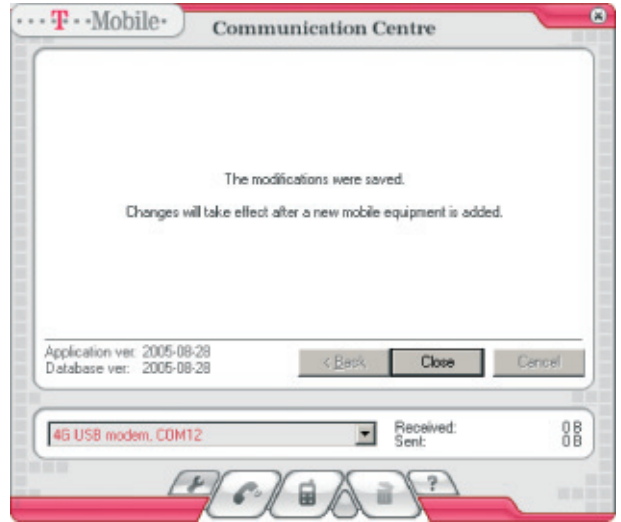 ···T··Mobile·
Communication Centre
The modifications were saved.
Changes will take effect after a new mobile equipment is added.
Application ver: 2005-08-28
Database ver: 2005-08-28
< Back Close Cancel
4G USB modem, COM12
Received: 0 B
Sent: 0 B
?